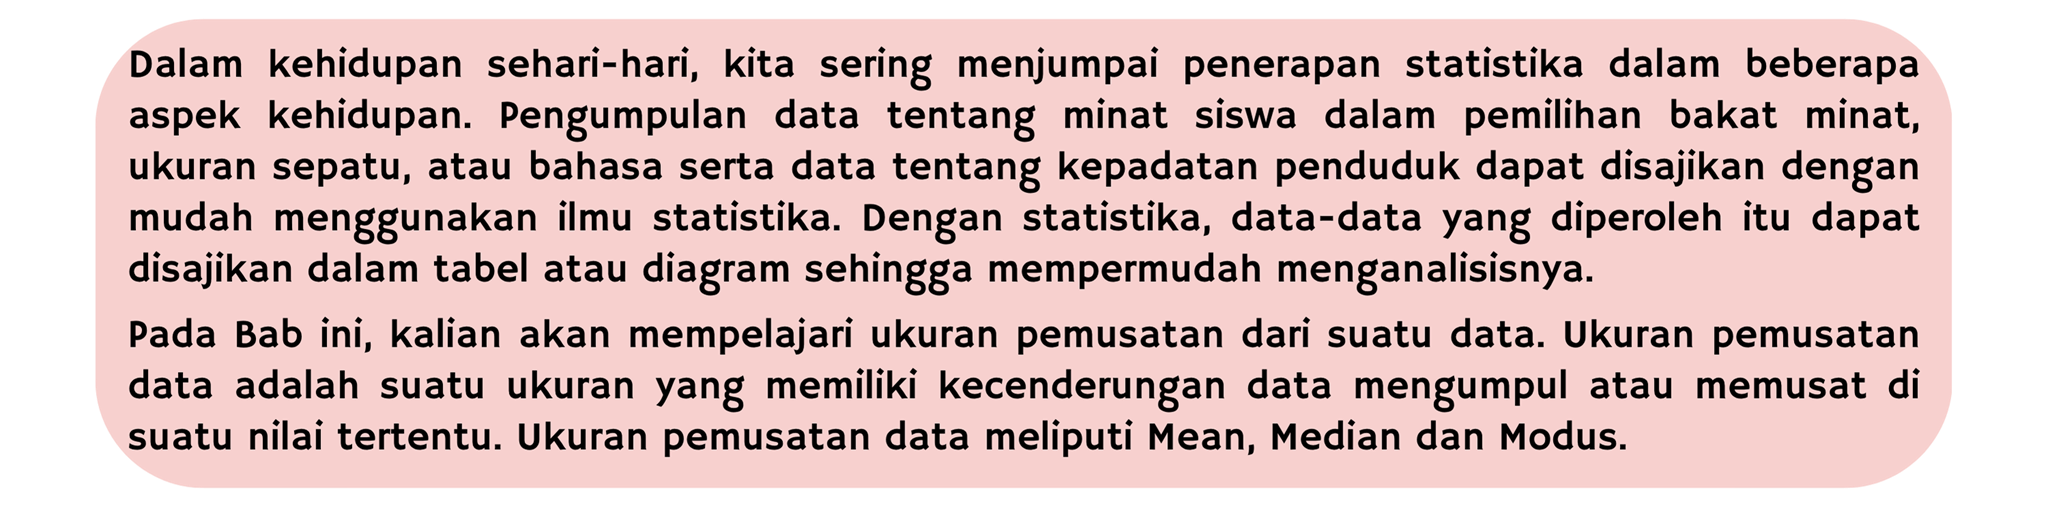 Dalam kehidupan sehari-hari, kita sering menjumpai penerapan statistika dalam beberapa
aspek kehidupan. Pengumpulan data tentang minat siswa dalam pemilihan bakat minat,
ukuran sepatu, atau bahasa serta data tentang kepadatan penduduk dapat disajikan dengan
mudah menggunakan ilmu statistika. Dengan statistika, data-data yang diperoleh itu dapat
disajikan dalam tabel atau diagram sehingga mempermudah menganalisisnya.
Pada Bab ini, kalian akan mempelajari ukuran pemusatan dari suatu data. Ukuran pemusatan
data adalah suatu ukuran yang memiliki kecenderungan data mengumpul atau memusat di
suatu nilai tertentu. Ukuran pemusatan data meliputi Mean, Median dan Modus.